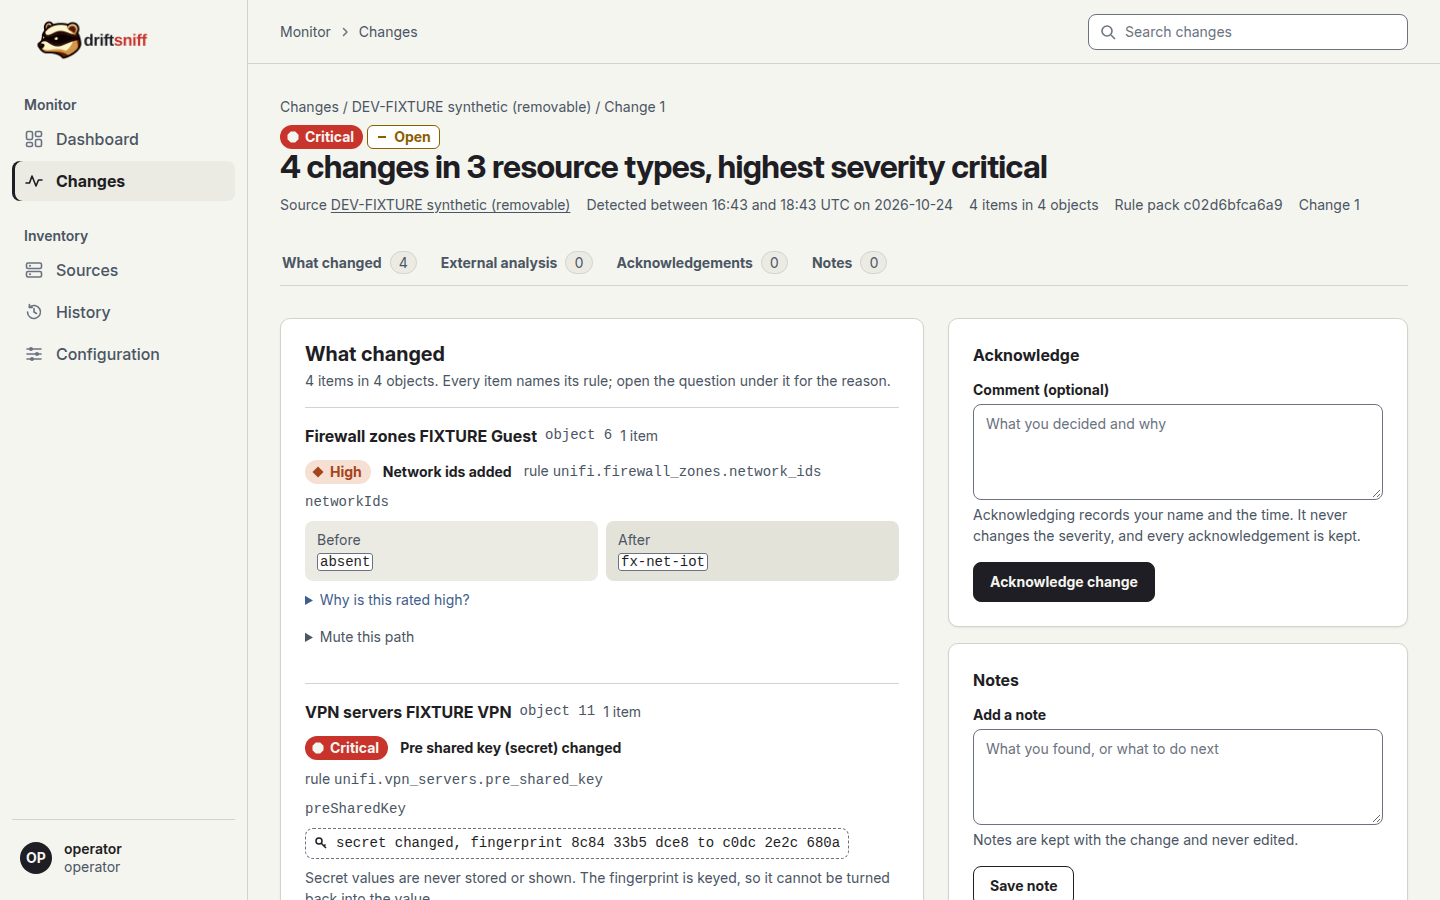 driftsniff
Monitor
Dashboard
Changes
Inventory
Sources
History
Configuration
OP
operator
operator
Monitor > Changes
Search changes
Changes / DEV-FIXTURE synthetic (removable) / Change 1
Critical
Open
4 changes in 3 resource types, highest severity critical
Source DEV-FIXTURE synthetic (removable) Detected between 16:43 and 18:43 UTC on 2026-10-24 4 items in 4 objects Rule pack c02d6bfca6a9 Change 1
What changed 4 External analysis 0 Acknowledgements 0 Notes 0
What changed
4 items in 4 objects. Every item names its rule; open the question under it for the reason.
Firewall zones FIXTURE Guest object 6 1 item
High Network ids added rule unifi.firewall_zones.network_ids
networkIds
Before
absent
After
fx-net-iot
Why is this rated high?
Mute this path
VPN servers FIXTURE VPN object 11 1 item
Critical Pre shared key (secret) changed
rule unifi.vpn_servers.pre_shared_key
preSharedKey
secret changed, fingerprint 8c84 33b5 dce8 to c0dc 2e2c 680a
Secret values are never stored or shown. The fingerprint is keyed, so it cannot be turned
back into the value.
Acknowledge
Comment (optional)
What you decided and why
Acknowledging records your name and the time. It never
changes the severity, and every acknowledgement is kept.
Acknowledge change
Notes
Add a note
What you found, or what to do next
Notes are kept with the change and never edited.
Save note